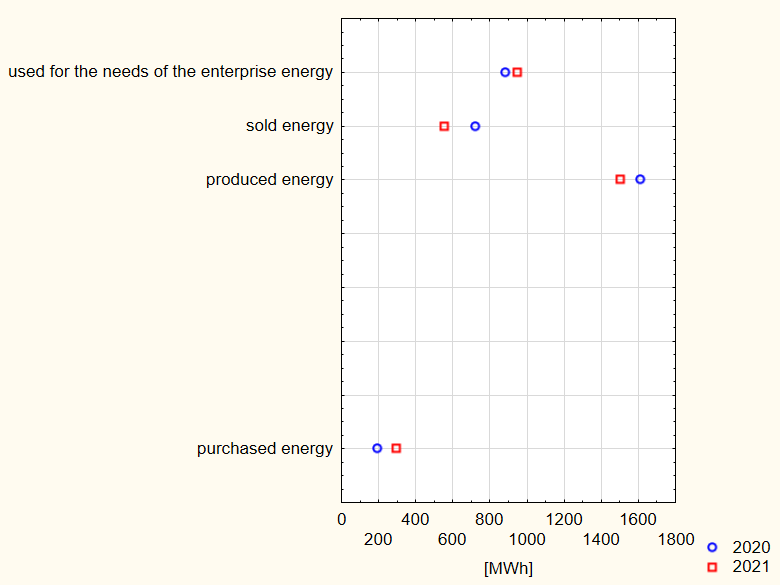 used for the needs of the enterprise energy
sold energy
produced energy
purchased energy
0 400 800 1200 1600
200 600 1000 1400 1800
[MWh]
2020
2021